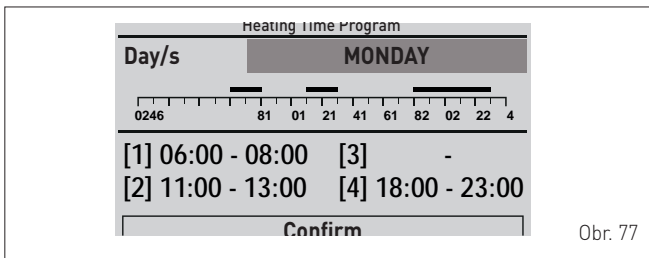 Heating Time Program
Day/s MONDAY
0246 81 01 21 41 61 82 02 22 4
[1] 06:00 - 08:00 [3] -
[2] 11:00 - 13:00 [4] 18:00 - 23:00
Confirm
Obr. 77